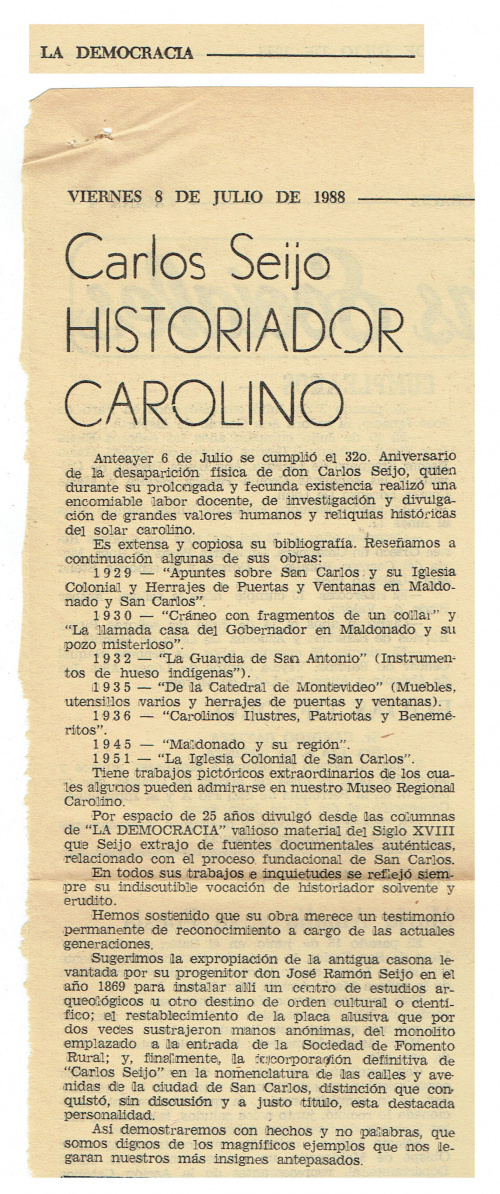 LA DEMOCRACIA
VIERNES 8 DE JULIO DE 1988
Carlos Seijo
HISTORIADOR
CAROLINO
Anteayer 6 de Julio se cumplió el 32o. Aniversario
de la desaparición física de don Carlos Seijo, quien
durante su prolongada y fecunda existencia realizó una
encomiable labor docente, de investigación y divulga-
ción de grandes valores humanos y reliquias históricas
del solar carolino.
Es extensa y copiosa su bibliografía. Reseñamos a
continuación algunas de sus obras:
1929 — "Apuntes sobre San Carlos y su Iglesia
Colonial y Herrajes de Puertas y Ventanas en Maldo-
nado y San Carlos".
1930 — "Cráneo con fragmentos de un collar" y
"La llamada casa del Gobernador en Maldonado y su
pozo misterioso".
1932 — "La Guardia de San Antonio" (Instrumen-
tos de hueso indígenas").
1935 — "De la Catedral de Montevideo" (Muebles,
utensillos varios y herrajes de puertas y ventanas).
1936 — "Carolinos Ilustres, Patriotas y Benemé-
ritos".
1945 — "Maldonado y su región".
1951 — "La Iglesia Colonial de San Carlos".
Tiene trabajos pictóricos extraordinarios de los cua-
les algunos pueden admirarse en nuestro Museo Regional
Carolino.
Por espacio de 25 años divulgó desde las columnas
de "LA DEMOCRACIA" valioso material del Siglo XVIII
que Seijo extrajo de fuentes documentales auténticas,
relacionado con el proceso fundacional de San Carlos.
En todos sus trabajos e inquietudes se reflejó siem-
pre su indiscutible vocación de historiador solvente y
erudito.
Hemos sostenido que su obra merece un testimonio
permanente de reconocimiento a cargo de las actuales
generaciones.
Sugerimos la expropiación de la antigua casona le-
vantada por su progenitor don José Ramón Seijo en el
año 1869 para instalar allí un centro de estudios ar-
queológicos u otro destino de orden cultural o cientí-
fico; el restablecimiento de la placa alusiva que por
dos veces sustrajeron manos anónimas, del monolito
emplazado a la entrada de la Sociedad de Fomento
Rural; y, finalmente, la incorporación definitiva de
"Carlos Seijo" en la nomenclatura de las calles y ave-
nidas de la ciudad de San Carlos, distinción que con-
quistó, sin discusión y a justo título, esta destacada
personalidad.
Así demostraremos con hechos y no palabras, que
somos dignos de los magníficos ejemplos que nos le-
garan nuestros más insignes antepasados.